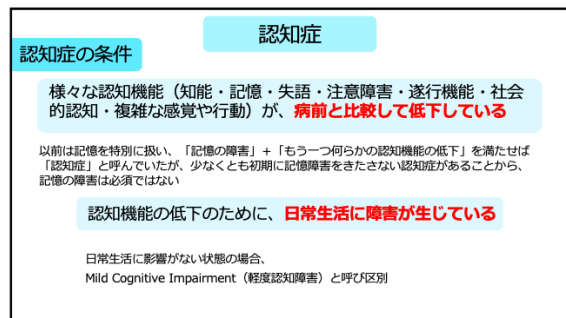 認知症
認知症の条件
様々な認知機能（知能・記憶・失語・注意障害・遂行機能・社会
的認知・複雑な感覚や行動）が、病前と比較して低下している
以前は記憶を特別に扱い、「記憶の障害」＋「もう一つ何らかの認知機能の低下」を満たせば
「認知症」と呼んでいたが、少なくとも初期に記憶障害をきたさない認知症があることから、
記憶の障害は必須ではない
認知機能の低下のために、日常生活に障害が生じている
日常生活に影響がない状態の場合、
Mild Cognitive Impairment（軽度認知障害）と呼び区別